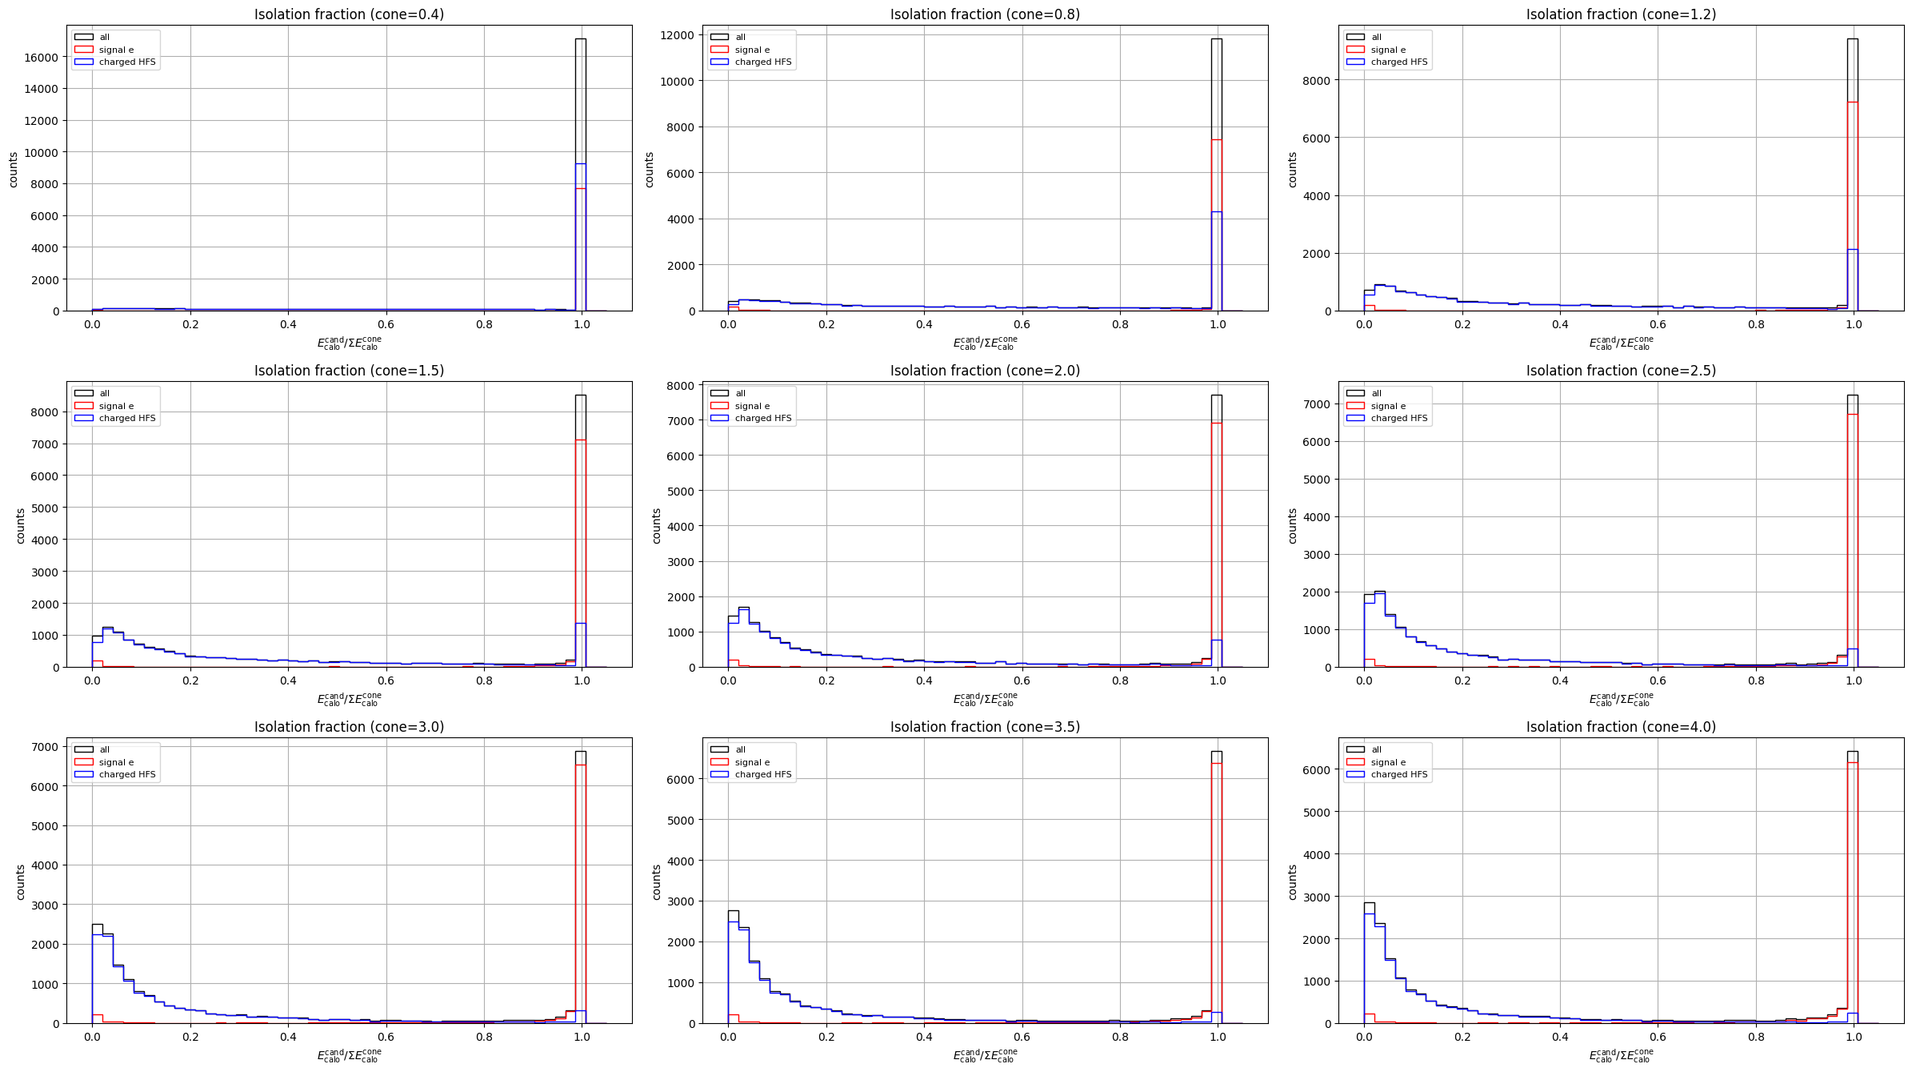 Isolation fraction (cone=0.4)
all
signal e
charged HFS
counts
16000
14000
12000
10000
8000
6000
4000
2000
0
0.0 0.2 0.4 0.6 0.8 1.0
E_calo^cand/ΣE_calo^cone
Isolation fraction (cone=0.8)
all
signal e
charged HFS
counts
12000
10000
8000
6000
4000
2000
0
0.0 0.2 0.4 0.6 0.8 1.0
E_calo^cand/ΣE_calo^cone
Isolation fraction (cone=1.2)
all
signal e
charged HFS
counts
8000
6000
4000
2000
0
0.0 0.2 0.4 0.6 0.8 1.0
E_calo^cand/ΣE_calo^cone
Isolation fraction (cone=1.5)
all
signal e
charged HFS
counts
8000
7000
6000
5000
4000
3000
2000
1000
0
0.0 0.2 0.4 0.6 0.8 1.0
E_calo^cand/ΣE_calo^cone
Isolation fraction (cone=2.0)
all
signal e
charged HFS
counts
8000
7000
6000
5000
4000
3000
2000
1000
0
0.0 0.2 0.4 0.6 0.8 1.0
E_calo^cand/ΣE_calo^cone
Isolation fraction (cone=2.5)
all
signal e
charged HFS
counts
7000
6000
5000
4000
3000
2000
1000
0
0.0 0.2 0.4 0.6 0.8 1.0
E_calo^cand/ΣE_calo^cone
Isolation fraction (cone=3.0)
all
signal e
charged HFS
counts
7000
6000
5000
4000
3000
2000
1000
0
0.0 0.2 0.4 0.6 0.8 1.0
E_calo^cand/ΣE_calo^cone
Isolation fraction (cone=3.5)
all
signal e
charged HFS
counts
6000
5000
4000
3000
2000
1000
0
0.0 0.2 0.4 0.6 0.8 1.0
E_calo^cand/ΣE_calo^cone
Isolation fraction (cone=4.0)
all
signal e
charged HFS
counts
6000
5000
4000
3000
2000
1000
0
0.0 0.2 0.4 0.6 0.8 1.0
E_calo^cand/ΣE_calo^cone